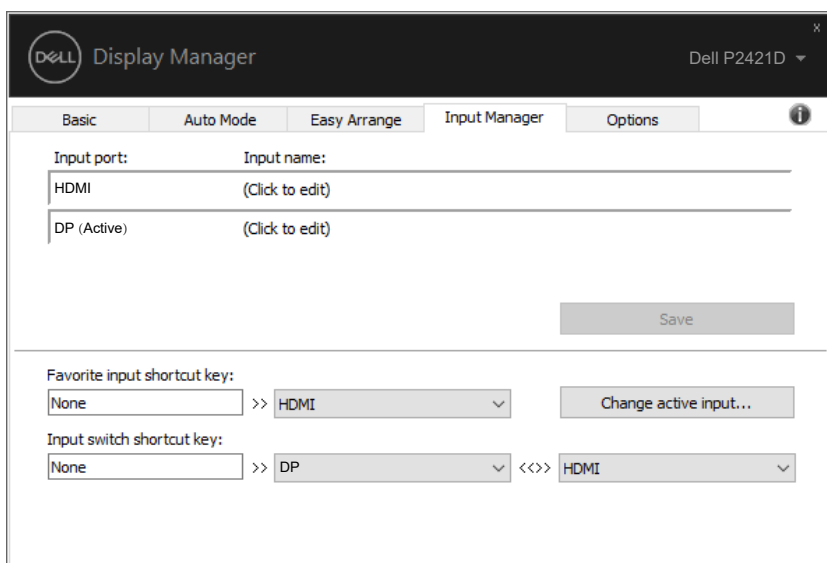 x
DELL Display Manager Dell P2421D
Basic Auto Mode Easy Arrange Input Manager Options i
Input port: Input name:
HDMI (Click to edit)
DP (Active) (Click to edit)
Save
Favorite input shortcut key:
None >> HDMI Change active input...
Input switch shortcut key:
None >> DP <<>> HDMI